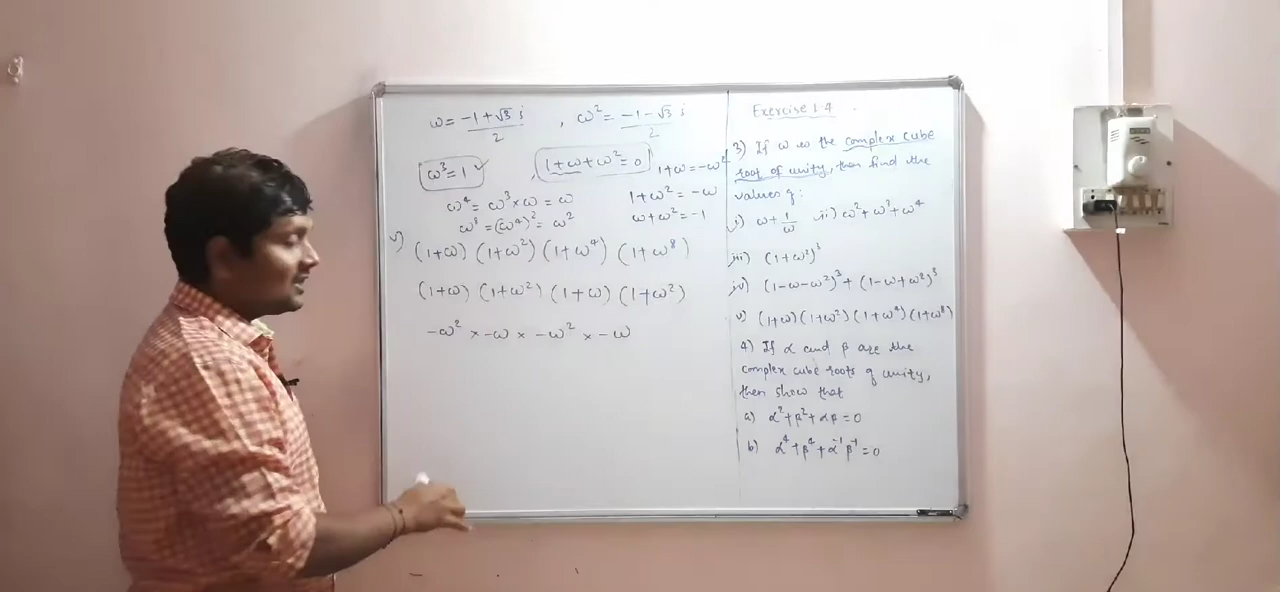 ω = (-1+√3 i)/2 , ω² = (-1-√3 i)/2
ω³=1 ✓ , 1+ω+ω²=0 1+ω=-ω²
ω⁴ = ω³×ω = ω 1+ω² = -ω
ω⁸ = (ω⁴)² = ω² ω+ω² = -1
v) (1+ω) (1+ω²) (1+ω⁴) (1+ω⁸)
(1+ω) (1+ω²) (1+ω) (1+ω²)
-ω² × -ω × -ω² × -ω
Exercise 1.4
3) If ω is the complex cube
root of unity, then find the
values of:
i) ω+1/ω ii) ω²+ω³+ω⁴
iii) (1+ω²)³
iv) (1-ω-ω²)³ + (1-ω+ω²)³
v) (1+ω)(1+ω²)(1+ω⁴)(1+ω⁸)
4) If α and β are the
complex cube roots of unity,
then show that
a) α²+β²+αβ=0
b) α⁴+β⁴+α⁻¹β⁻¹=0